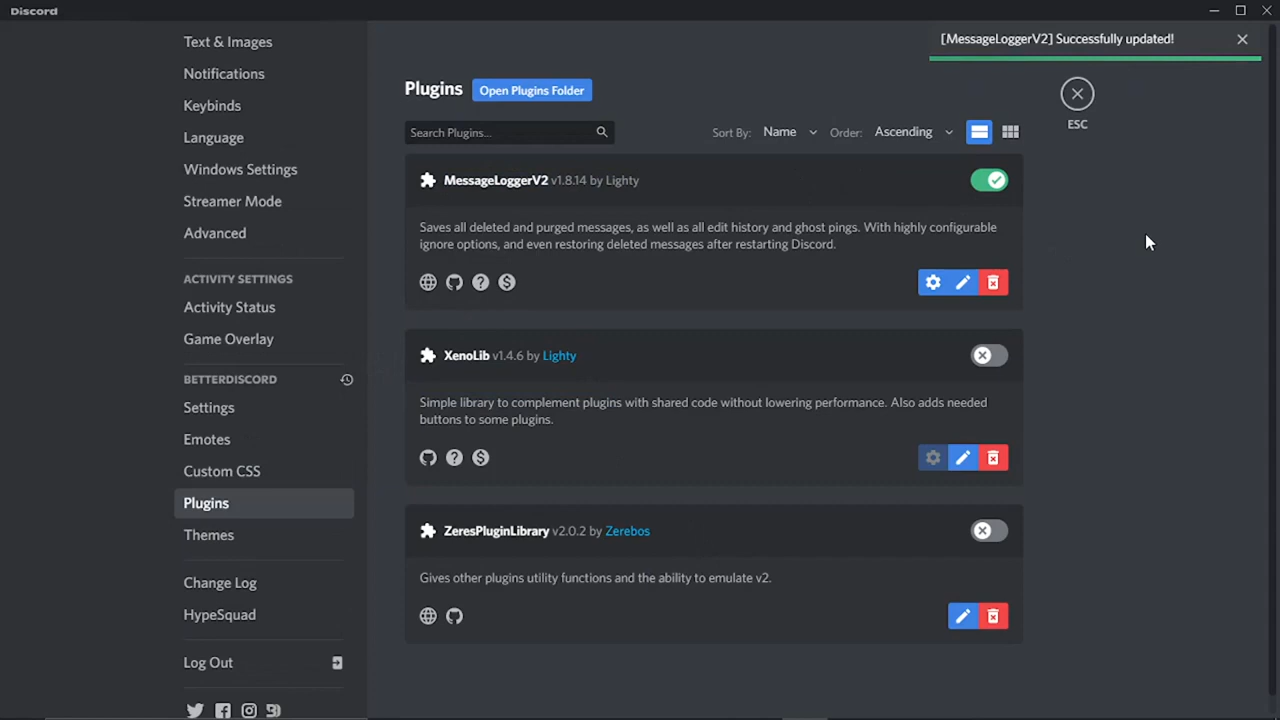 Discord
[MessageLoggerV2] Successfully updated!
Text & Images
Notifications
Keybinds
Language
Windows Settings
Streamer Mode
Advanced
ACTIVITY SETTINGS
Activity Status
Game Overlay
BETTERDISCORD
Settings
Emotes
Custom CSS
Plugins
Themes
Change Log
HypeSquad
Log Out
Plugins Open Plugins Folder
ESC
Search Plugins... Sort By: Name Order: Ascending
MessageLoggerV2 v1.8.14 by Lighty
Saves all deleted and purged messages, as well as all edit history and ghost pings. With highly configurable
ignore options, and even restoring deleted messages after restarting Discord.
XenoLib v1.4.6 by Lighty
Simple library to complement plugins with shared code without lowering performance. Also adds needed
buttons to some plugins.
ZeresPluginLibrary v2.0.2 by Zerebos
Gives other plugins utility functions and the ability to emulate v2.